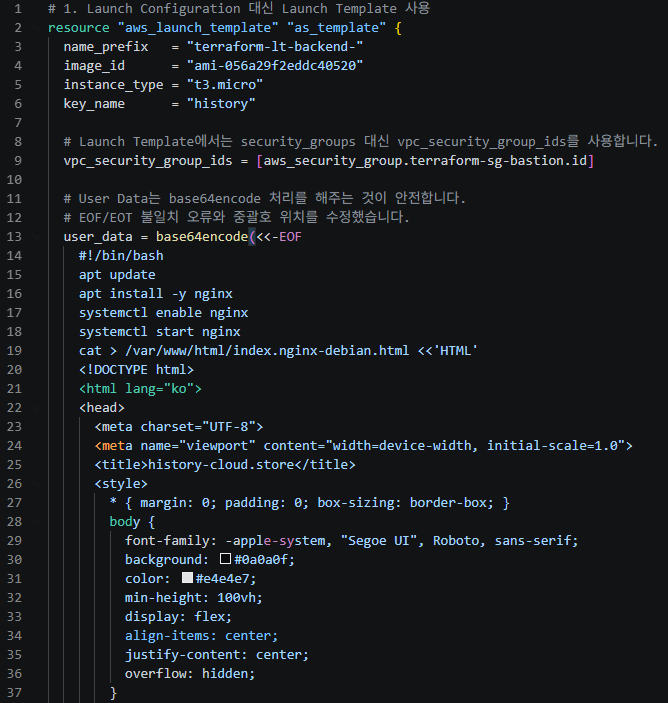 1 # 1. Launch Configuration 대신 Launch Template 사용
2 resource "aws_launch_template" "as_template" {
3   name_prefix   = "terraform-lt-backend-"
4   image_id      = "ami-056a29f2eddc40520"
5   instance_type = "t3.micro"
6   key_name      = "history"
7
8   # Launch Template에서는 security_groups 대신 vpc_security_group_ids를 사용합니다.
9   vpc_security_group_ids = [aws_security_group.terraform-sg-bastion.id]
10
11   # User Data는 base64encode 처리를 해주는 것이 안전합니다.
12   # EOF/EOT 불일치 오류와 중괄호 위치를 수정했습니다.
13   user_data = base64encode(<<-EOF
14     #!/bin/bash
15     apt update
16     apt install -y nginx
17     systemctl enable nginx
18     systemctl start nginx
19     cat > /var/www/html/index.nginx-debian.html <<'HTML'
20     <!DOCTYPE html>
21     <html lang="ko">
22     <head>
23       <meta charset="UTF-8">
24       <meta name="viewport" content="width=device-width, initial-scale=1.0">
25       <title>history-cloud.store</title>
26       <style>
27         * { margin: 0; padding: 0; box-sizing: border-box; }
28         body {
29           font-family: -apple-system, "Segoe UI", Roboto, sans-serif;
30           background: #0a0a0f;
31           color: #e4e4e7;
32           min-height: 100vh;
33           display: flex;
34           align-items: center;
35           justify-content: center;
36           overflow: hidden;
37         }